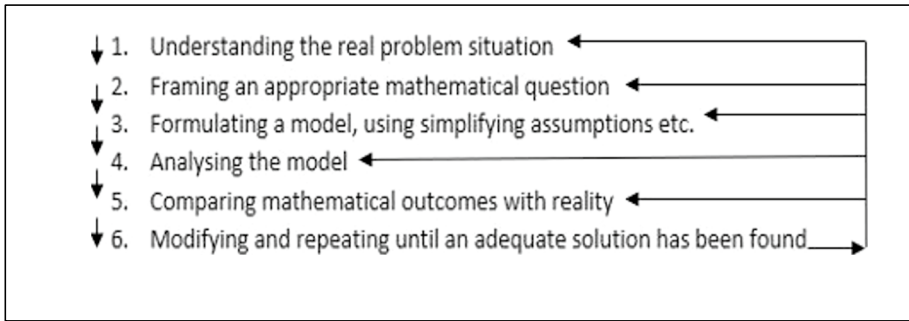 1. Understanding the real problem situation
2. Framing an appropriate mathematical question
3. Formulating a model, using simplifying assumptions etc.
4. Analysing the model
5. Comparing mathematical outcomes with reality
6. Modifying and repeating until an adequate solution has been found